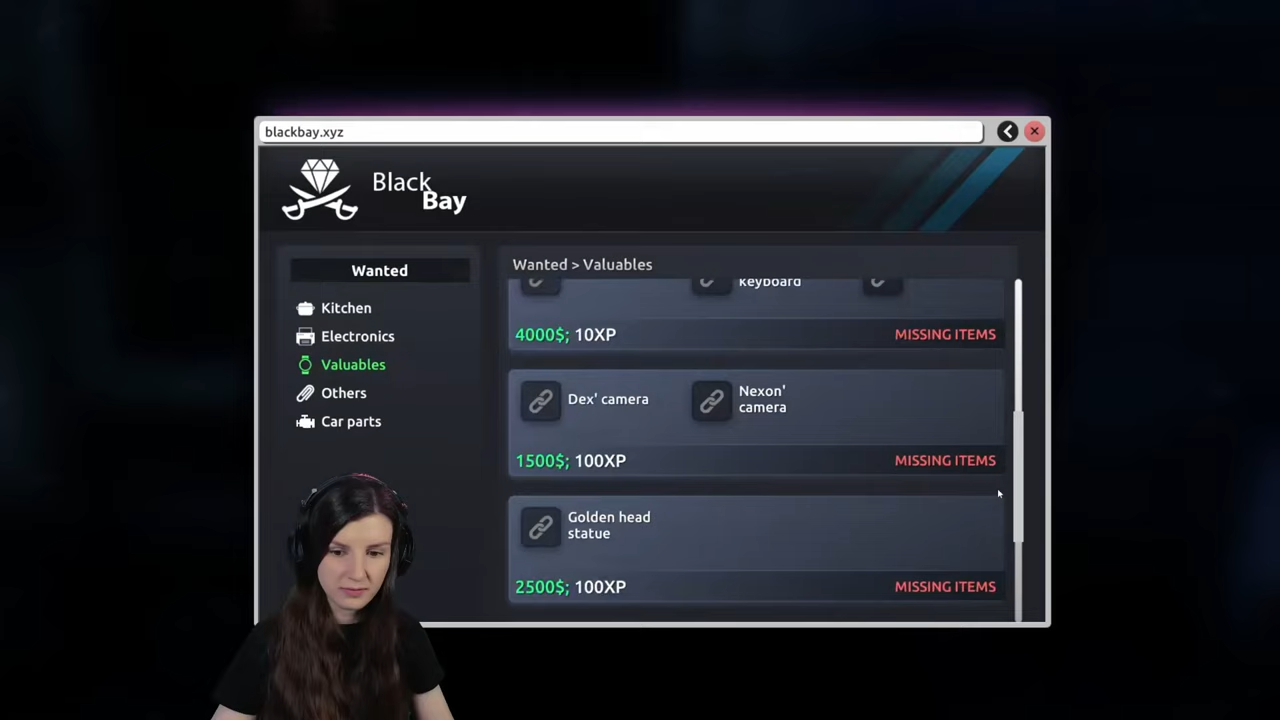 blackbay.xyz
Black
Bay
Wanted
Kitchen
Electronics
Valuables
Others
Car parts
Wanted > Valuables
keyboard
4000$; 10XP
MISSING ITEMS
Dex' camera
Nexon'
camera
1500$; 100XP
MISSING ITEMS
Golden head
statue
2500$; 100XP
MISSING ITEMS